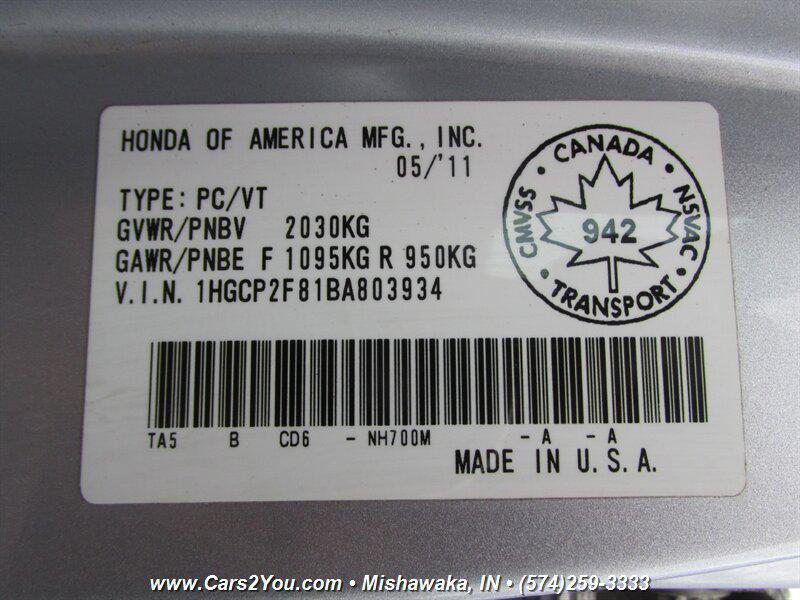 HONDA OF AMERICA MFG., INC.
05/'11
TYPE: PC/VT
GVWR/PNBV 2030KG
GAWR/PNBE F 1095KG R 950KG
V.I.N. 1HGCP2F81BA803934
CANADA
CMVSS
NSVAC
942
TRANSPORT
TA5 B CD6 - NH700M - A - A
MADE IN U.S.A.
www.Cars2You.com • Mishawaka, IN • (574)259-3333